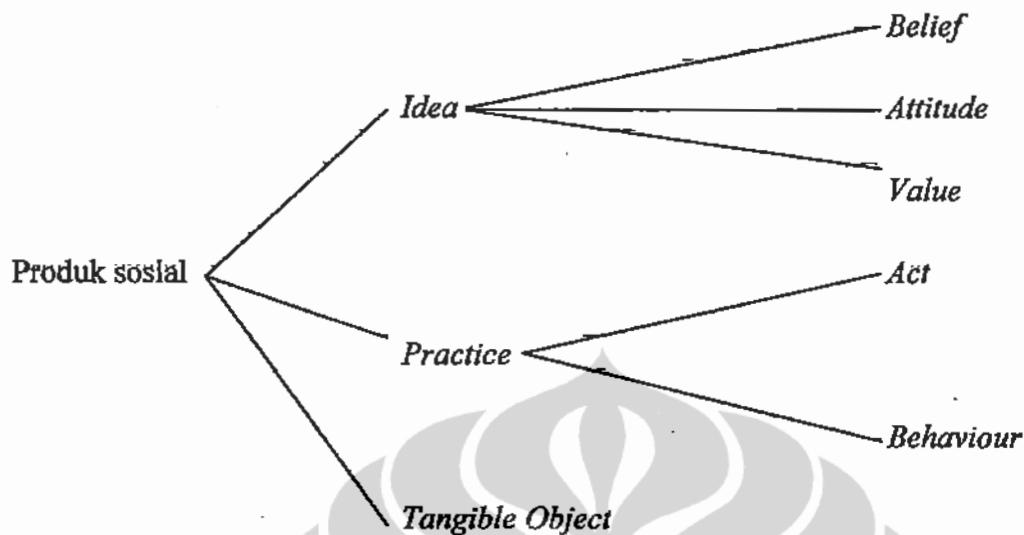 Belief
Idea
Attitude
Value
Produk sosial
Act
Practice
Behaviour
Tangible Object